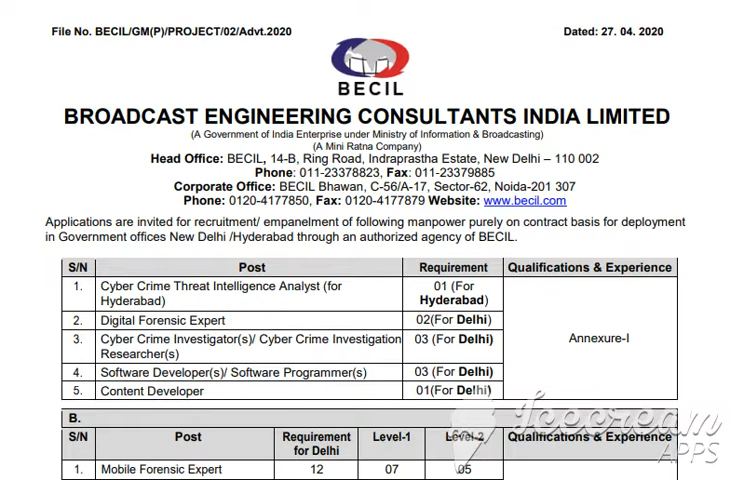 File No. BECIL/GM(P)/PROJECT/02/Advt.2020 Dated: 27. 04. 2020
BECIL
BROADCAST ENGINEERING CONSULTANTS INDIA LIMITED
(A Government of India Enterprise under Ministry of Information & Broadcasting)
(A Mini Ratna Company)
Head Office: BECIL, 14-B, Ring Road, Indraprastha Estate, New Delhi – 110 002
Phone: 011-23378823, Fax: 011-23379885
Corporate Office: BECIL Bhawan, C-56/A-17, Sector-62, Noida-201 307
Phone: 0120-4177850, Fax: 0120-4177879 Website: www.becil.com
Applications are invited for recruitment/ empanelment of following manpower purely on contract basis for deployment
in Government offices New Delhi /Hyderabad through an authorized agency of BECIL.
S/N Post Requirement Qualifications & Experience
1. Cyber Crime Threat Intelligence Analyst (for 01 (For
Hyderabad) Hyderabad)
2. Digital Forensic Expert 02(For Delhi)
3. Cyber Crime Investigator(s)/ Cyber Crime Investigation 03 (For Delhi) Annexure-I
Researcher(s)
4. Software Developer(s)/ Software Programmer(s) 03 (For Delhi)
5. Content Developer 01(For Delhi)
B.
S/N Post Requirement Level-1 Level-2 Qualifications & Experience
for Delhi
1. Mobile Forensic Expert 12 07 05
Icecream
APPS